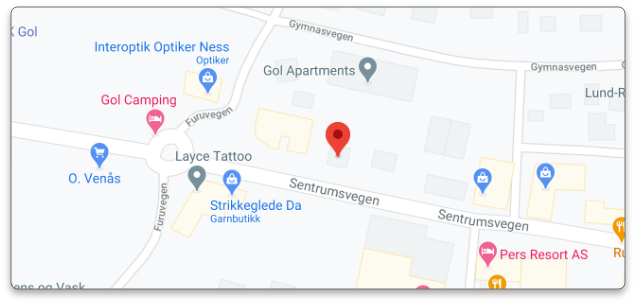 Gymnasvegen
K Gol
Interoptik Optiker Ness
Optiker
Gol Apartments
Gymnasvegen
Lund-R
Gol Camping
Furuvegen
Layce Tattoo
O. Venås
Strikkeglede Da
Garnbutikk
Sentrumsvegen
Furuvegen
Sentrumsvegen
Pers Resort AS
Ru
ens og Vask